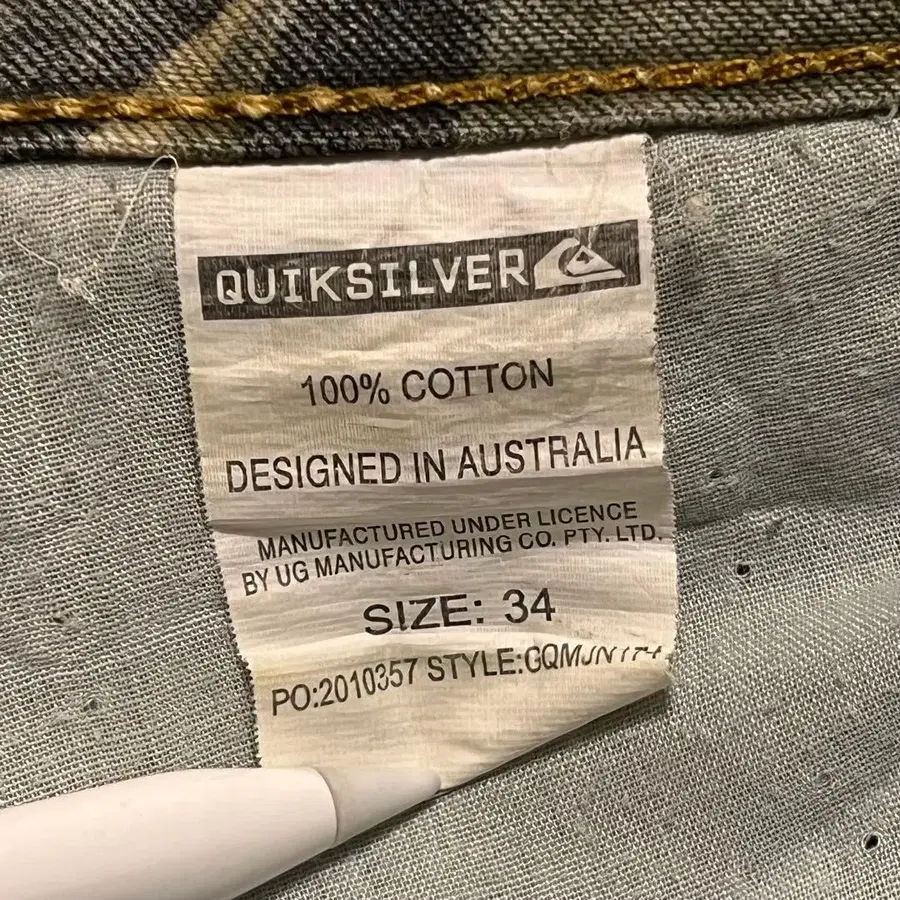 QUIKSILVER
100% COTTON
DESIGNED IN AUSTRALIA
MANUFACTURED UNDER LICENCE
BY UG MANUFACTURING CO. PTY. LTD.
SIZE: 34
PO:2010357 STYLE: